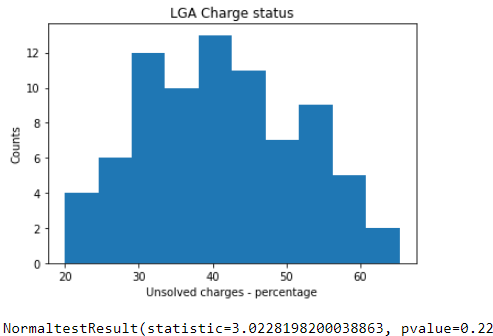 LGA Charge status
12
10
8
6
4
2
0
Counts
20 30 40 50 60
Unsolved charges - percentage
NormaltestResult(statistic=3.0228198200038863, pvalue=0.22